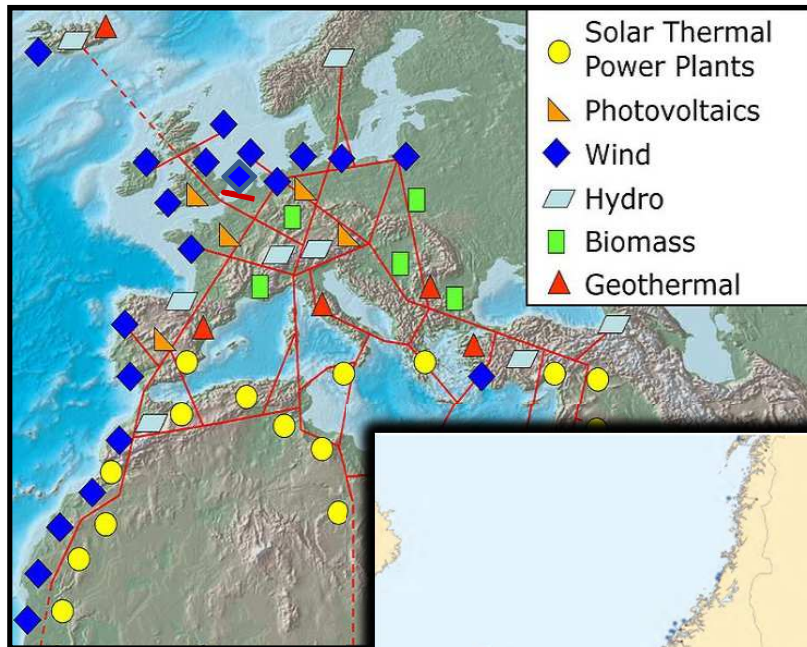 Solar Thermal
Power Plants
Photovoltaics
Wind
Hydro
Biomass
Geothermal